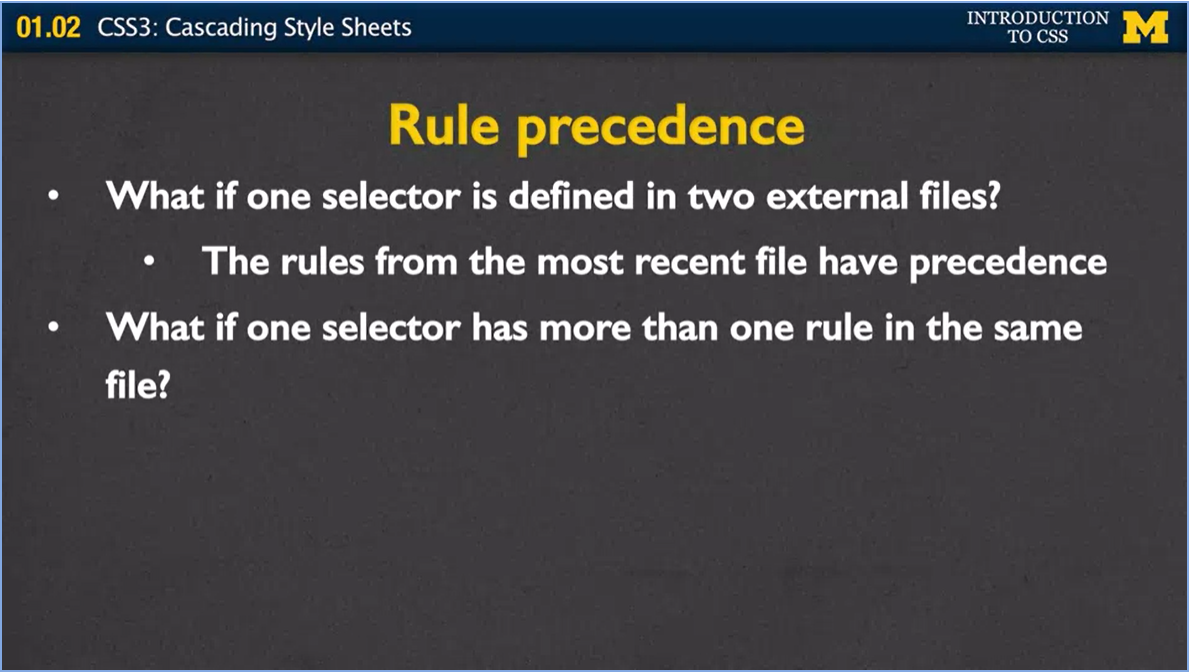 01.02 CSS3: Cascading Style Sheets
INTRODUCTION
TO CSS
M
Rule precedence
• What if one selector is defined in two external files?
• The rules from the most recent file have precedence
• What if one selector has more than one rule in the same
file?